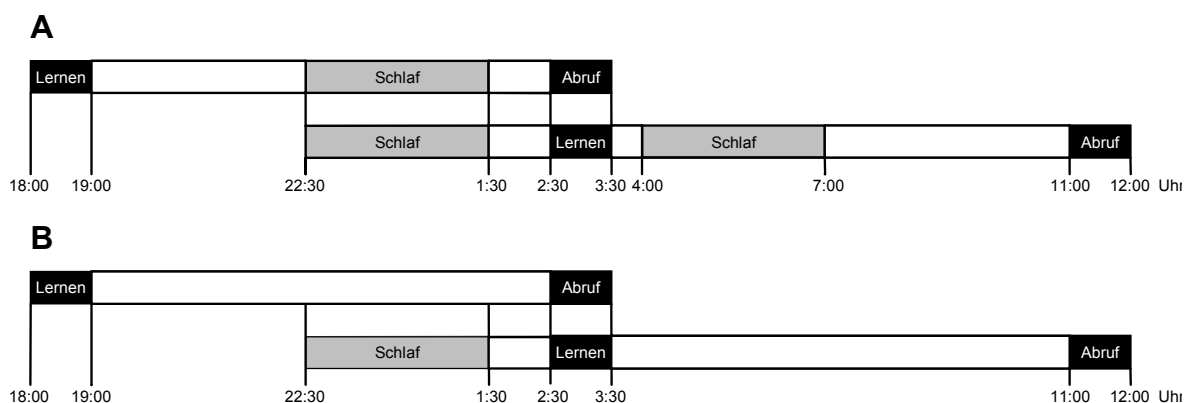 A
Lernen Schlaf Abruf
Schlaf Lernen Schlaf Abruf
18:00 19:00 22:30 1:30 2:30 3:30 4:00 7:00 11:00 12:00 Uhr
B
Lernen Abruf
Schlaf Lernen Abruf
18:00 19:00 22:30 1:30 2:30 3:30 11:00 12:00 Uhr